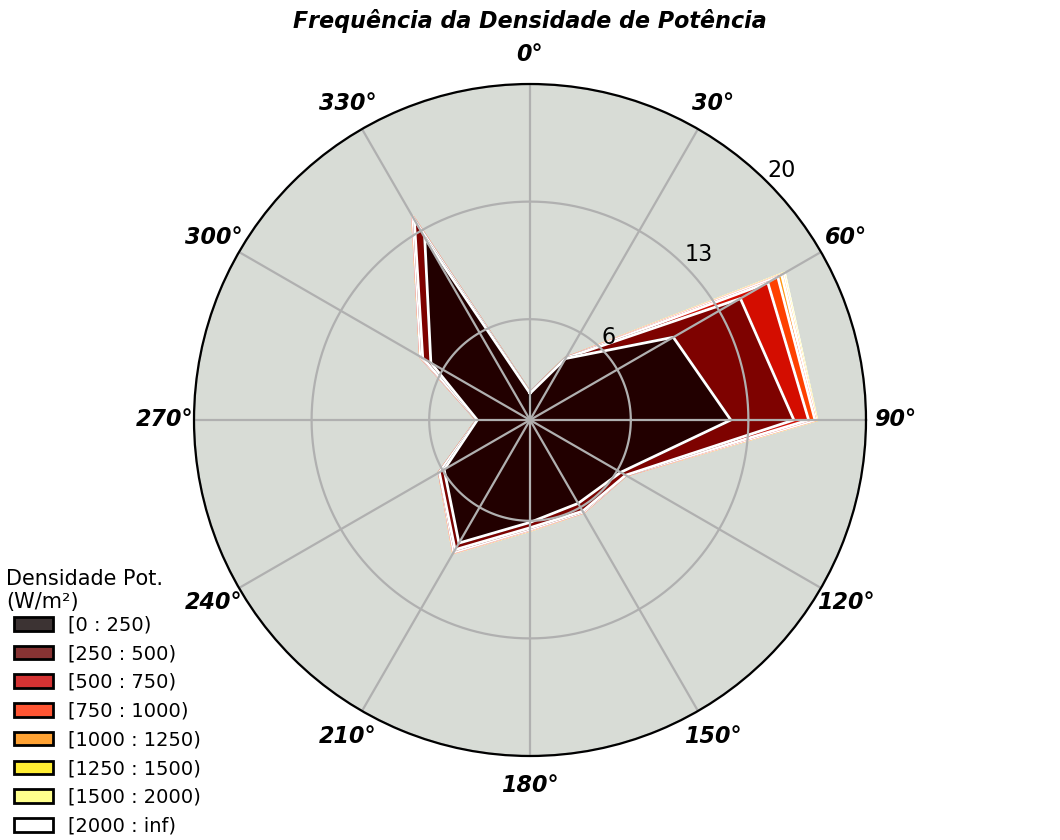 Frequência da Densidade de Potência
0°
330°
30°
20
300°
60°
13
6
270°
90°
Densidade Pot.
(W/m²)
240°
120°
[0 : 250)
[250 : 500)
[500 : 750)
[750 : 1000)
210°
150°
[1000 : 1250)
[1250 : 1500)
180°
[1500 : 2000)
[2000 : inf)